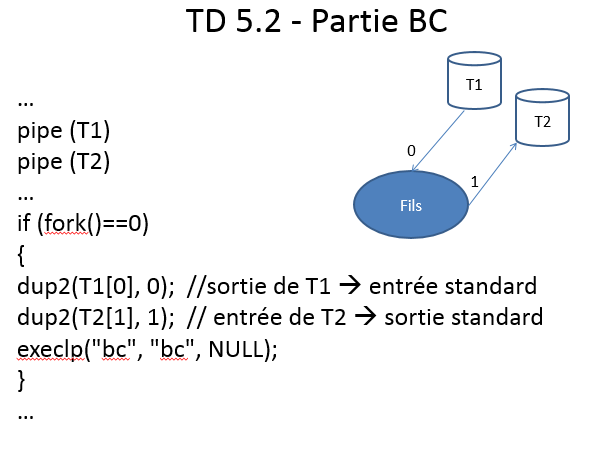 TD 5.2 - Partie BC
T1
T2
0
1
Fils
...
pipe (T1)
pipe (T2)
...
if (fork()==0)
{
dup2(T1[0], 0); //sortie de T1 → entrée standard
dup2(T2[1], 1); // entrée de T2 → sortie standard
execlp("bc", "bc", NULL);
}
...